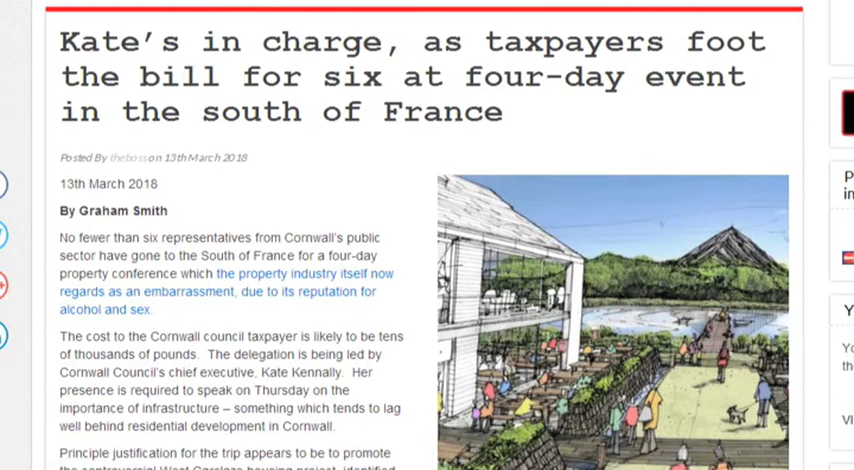 Kate's in charge, as taxpayers foot
the bill for six at four-day event
in the south of France
Posted By theboss on 13th March 2018
13th March 2018
By Graham Smith
No fewer than six representatives from Cornwall's public
sector have gone to the South of France for a four-day
property conference which the property industry itself now
regards as an embarrassment, due to its reputation for
alcohol and sex.
The cost to the Cornwall council taxpayer is likely to be tens
of thousands of pounds. The delegation is being led by
Cornwall Council's chief executive, Kate Kennally. Her
presence is required to speak on Thursday on the
importance of infrastructure – something which tends to lag
well behind residential development in Cornwall.
Principle justification for the trip appears to be to promote
the controversial West Carclaze housing project, identified